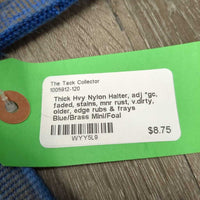 The Tack Collector
1005912-120
Thick Hvy Nylon Halter, adj *gc,
faded, stains, mnr rust, v.dirty,
older, edge rubs & frays
Blue/Brass Mini/Foal
WYY5L9
$8.75